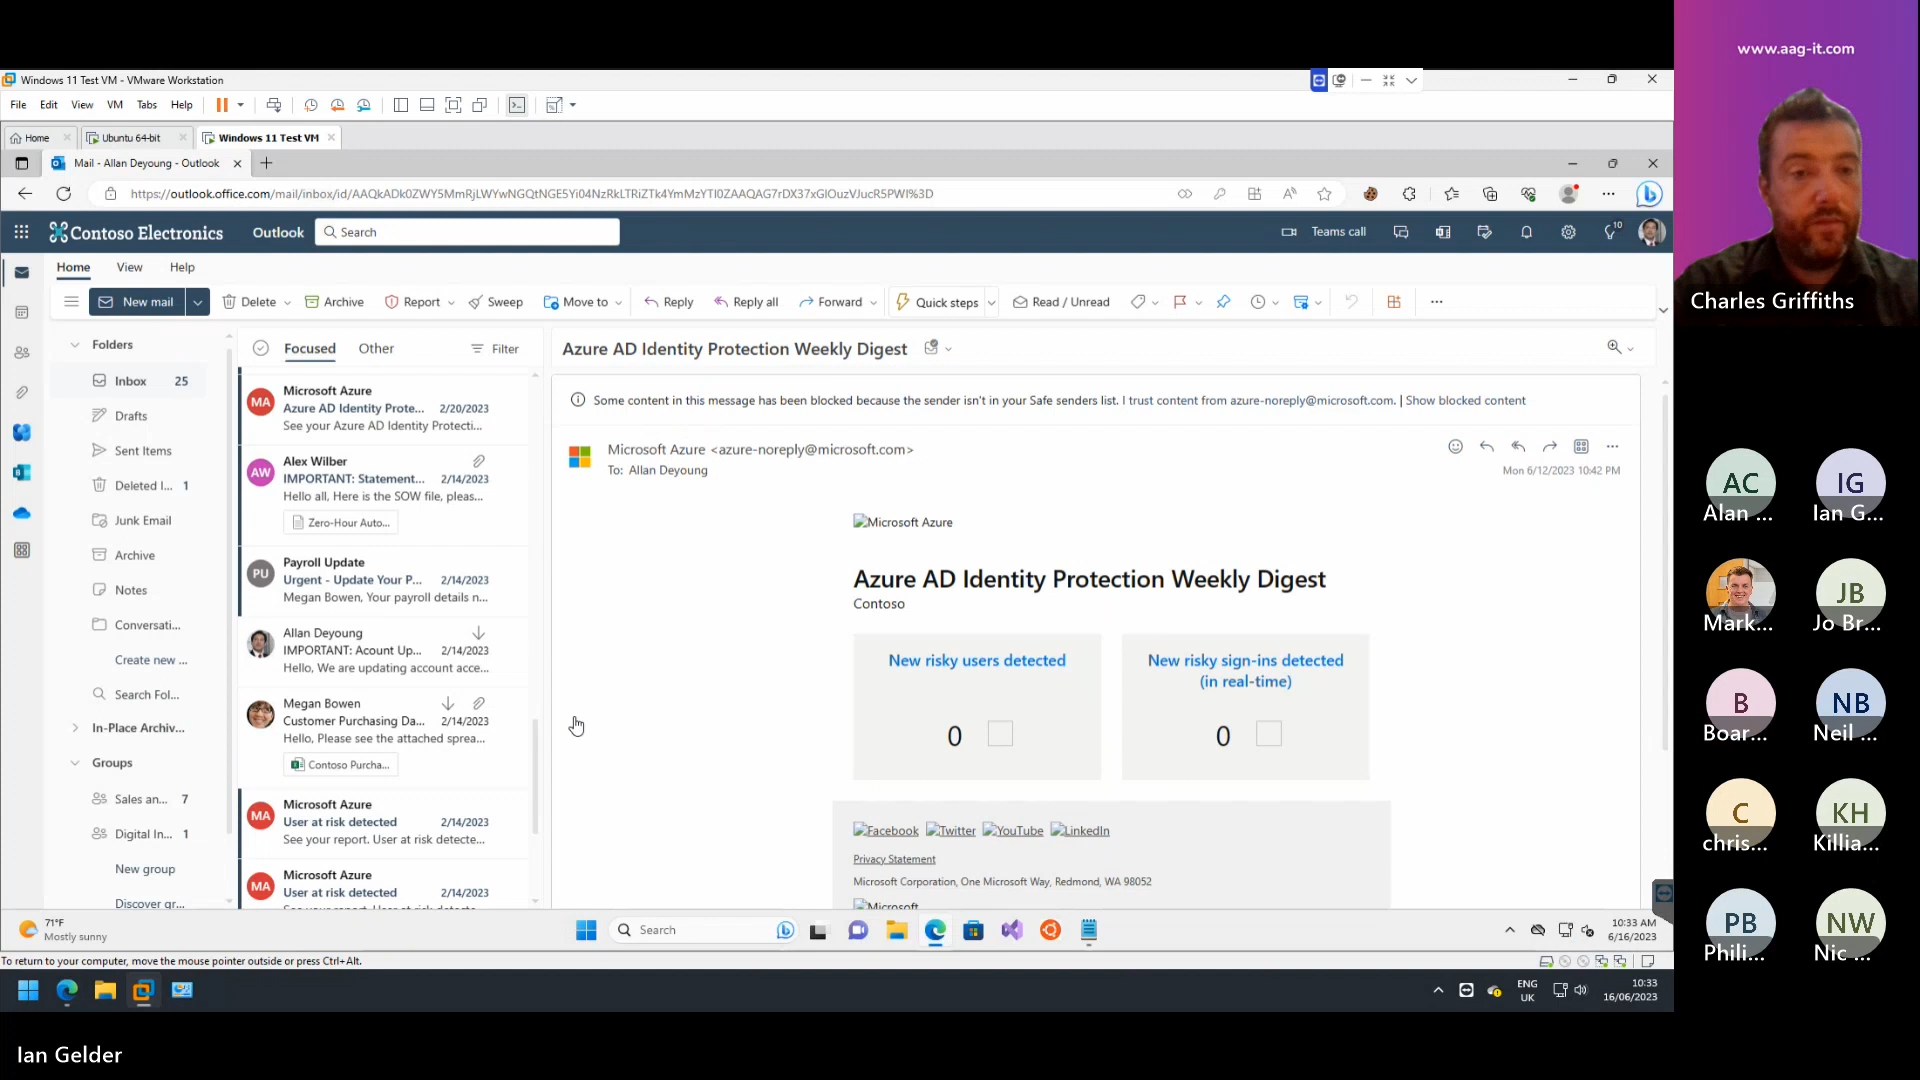 www.aag-it.com
Windows 11 Test VM - VMware Workstation
File Edit View VM Tabs Help
Home
Ubuntu 64-bit
Windows 11 Test VM
Mail - Allan Deyoung - Outlook
Contoso Electronics
Outlook
Search
Teams call
10
Home View Help
New mail
Delete
Archive
Report
Sweep
Move to
Reply
Reply all
Forward
Quick steps
Read / Unread
Charles Griffiths
Folders
Inbox 25
Drafts
Sent Items
Deleted I... 1
Junk Email
Archive
Notes
Conversati...
Create new ...
Search Fol...
In-Place Archiv...
Groups
Sales an... 7
Digital In... 1
New group
Discover gr...
Focused Other Filter
MA
Microsoft Azure
Azure AD Identity Prote... 2/20/2023
See your Azure AD Identity Protecti...
AW
Alex Wilber
IMPORTANT: Statement... 2/14/2023
Hello all, Here is the SOW file, pleas...
Zero-Hour Auto...
PU
Payroll Update
Urgent - Update Your P... 2/14/2023
Megan Bowen, Your payroll details n...
Allan Deyoung
IMPORTANT: Acount Up... 2/14/2023
Hello, We are updating account acce...
Megan Bowen
Customer Purchasing Da... 2/14/2023
Hello, Please see the attached sprea...
Contoso Purcha...
MA
Microsoft Azure
User at risk detected 2/14/2023
See your report. User at risk detecte...
MA
Microsoft Azure
User at risk detected 2/14/2023
Azure AD Identity Protection Weekly Digest
Some content in this message has been blocked because the sender isn't in your Safe senders list. I trust content from azure-noreply@microsoft.com. | Show blocked content
Microsoft Azure <azure-noreply@microsoft.com>
To: Allan Deyoung
Mon 6/12/2023 10:42 PM
Microsoft Azure
Azure AD Identity Protection Weekly Digest
Contoso
New risky users detected
0
New risky sign-ins detected
(in real-time)
0
Facebook Twitter YouTube LinkedIn
Privacy Statement
Microsoft Corporation, One Microsoft Way, Redmond, WA 98052
Microsoft
71°F
Mostly sunny
Search
10:33 AM
6/16/2023
To return to your computer, move the mouse pointer outside or press Ctrl+Alt.
ENG
UK
10:33
16/06/2023
AC
Alan ...
IG
Ian G...
Mark...
JB
Jo Br...
B
Boar...
NB
Neil ...
C
chris...
KH
Killia...
PB
Phili...
NW
Nic ...
Ian Gelder